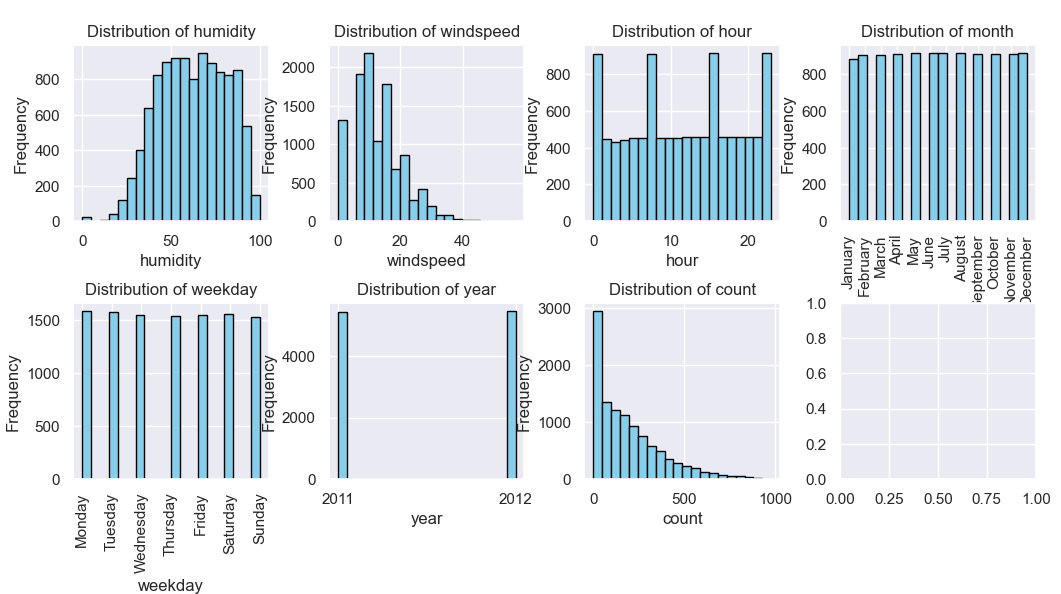 Distribution of humidity
Frequency
0
200
400
600
800
0
50
100
humidity
Distribution of windspeed
Frequency
0
500
1000
1500
2000
0
20
40
windspeed
Distribution of hour
Frequency
0
200
400
600
800
0
10
20
hour
Distribution of month
Frequency
0
200
400
600
800
January
February
March
April
May
June
July
August
September
October
November
December
Distribution of weekday
Frequency
0
500
1000
1500
Monday
Tuesday
Wednesday
Thursday
Friday
Saturday
Sunday
weekday
Distribution of year
Frequency
0
2000
4000
2011
2012
year
Distribution of count
Frequency
0
1000
2000
3000
0
500
1000
count
0.0
0.2
0.4
0.6
0.8
1.0
0.00
0.25
0.50
0.75
1.00